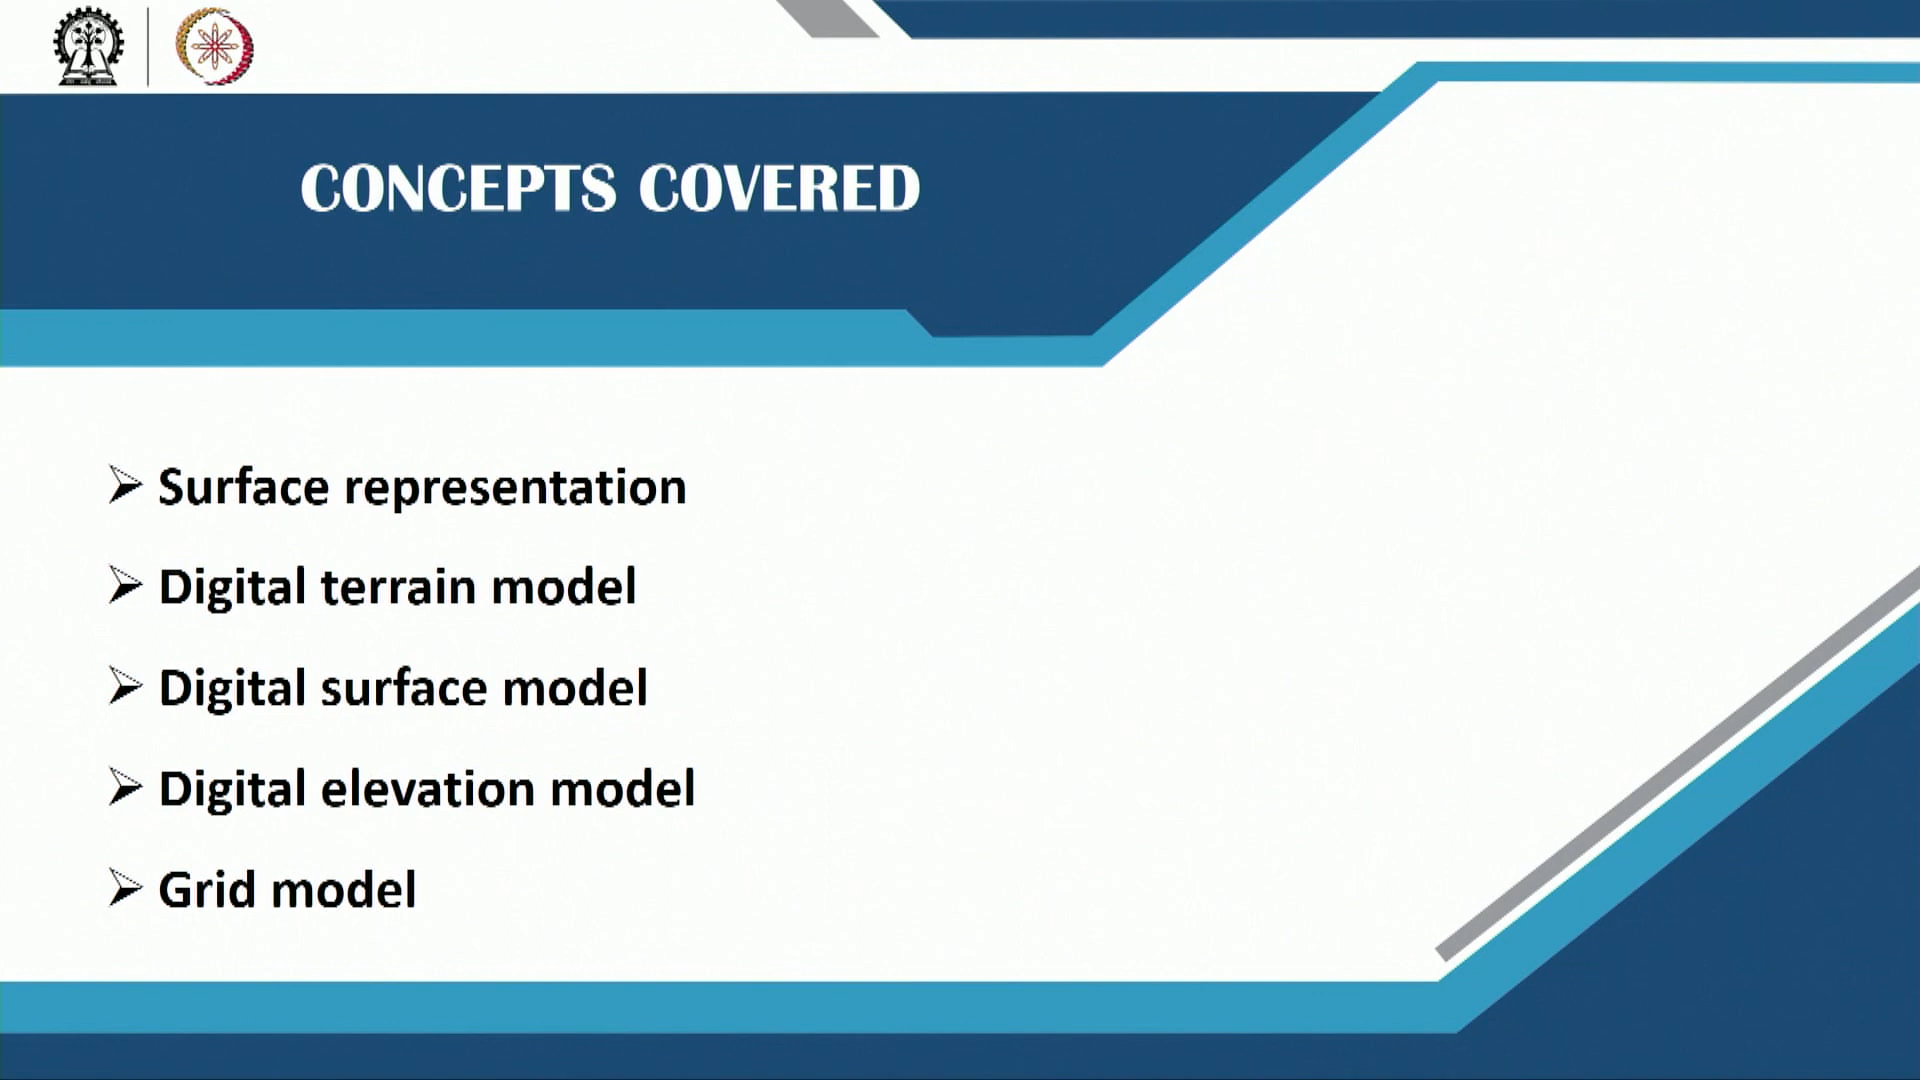 CONCEPTS COVERED
➢ Surface representation
➢ Digital terrain model
➢ Digital surface model
➢ Digital elevation model
➢ Grid model